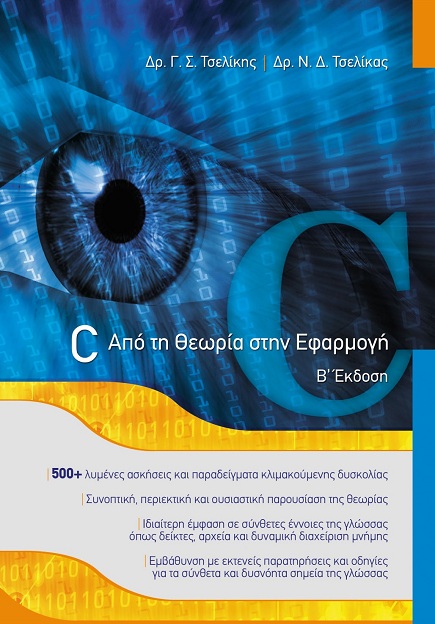 Δρ. Γ. Σ. Τσελίκης | Δρ. Ν. Δ. Τσελίκας
C
C Από τη Θεωρία στην Εφαρμογή
Β' Έκδοση
| 500+ λυμένες ασκήσεις και παραδείγματα κλιμακούμενης δυσκολίας
| Συνοπτική, περιεκτική και ουσιαστική παρουσίαση της θεωρίας
| Ιδιαίτερη έμφαση σε σύνθετες έννοιες της γλώσσας
όπως δείκτες, αρχεία και δυναμική διαχείριση μνήμης
| Εμβάθυνση με εκτενείς παρατηρήσεις και οδηγίες
για τα σύνθετα και δυσνόητα σημεία της γλώσσας